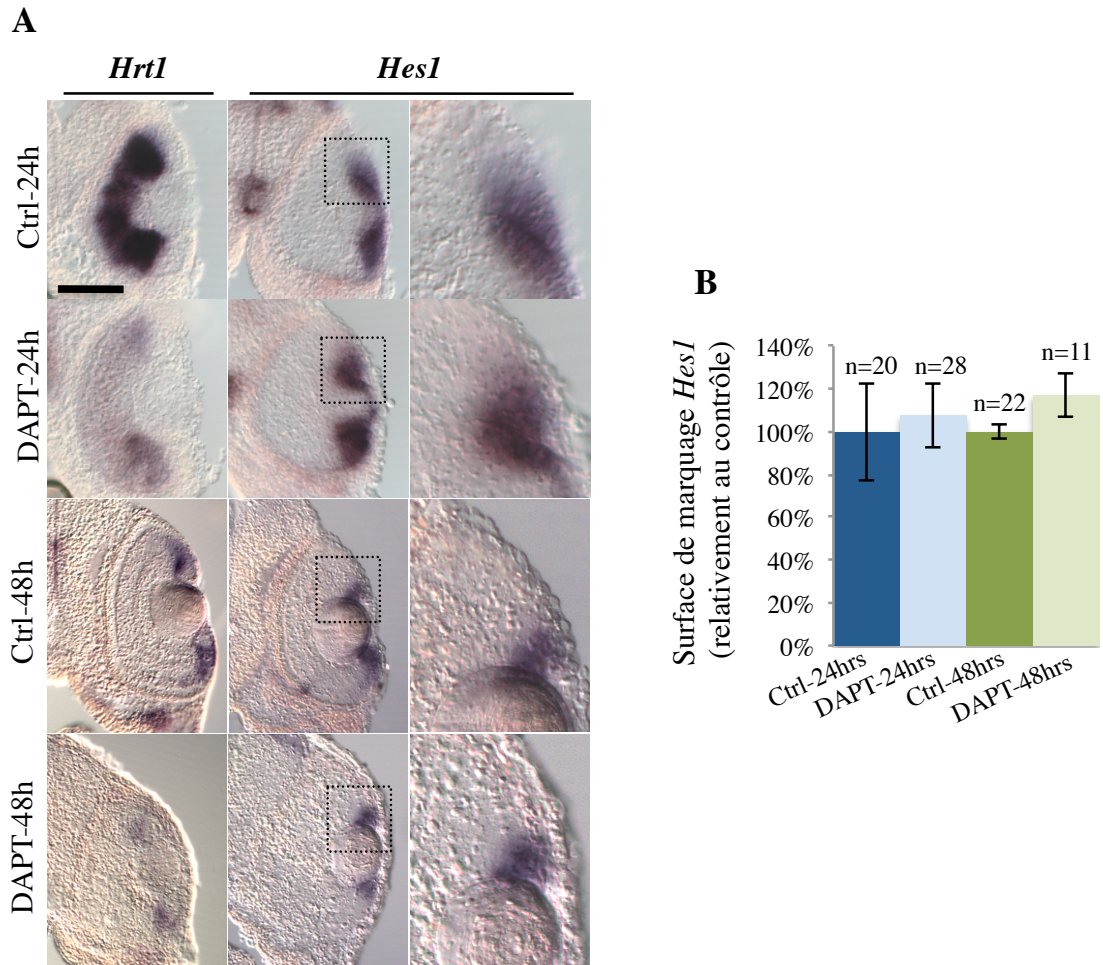 A
Hrt1
Hes1
Ctrl-24h
DAPT-24h
Ctrl-48h
DAPT-48h
B
Surface de marquage Hes1
(relativement au contrôle)
140%
120%
100%
80%
60%
40%
20%
0%
n=20
n=28
n=22
n=11
Ctrl-24hrs
DAPT-24hrs
Ctrl-48hrs
DAPT-48hrs